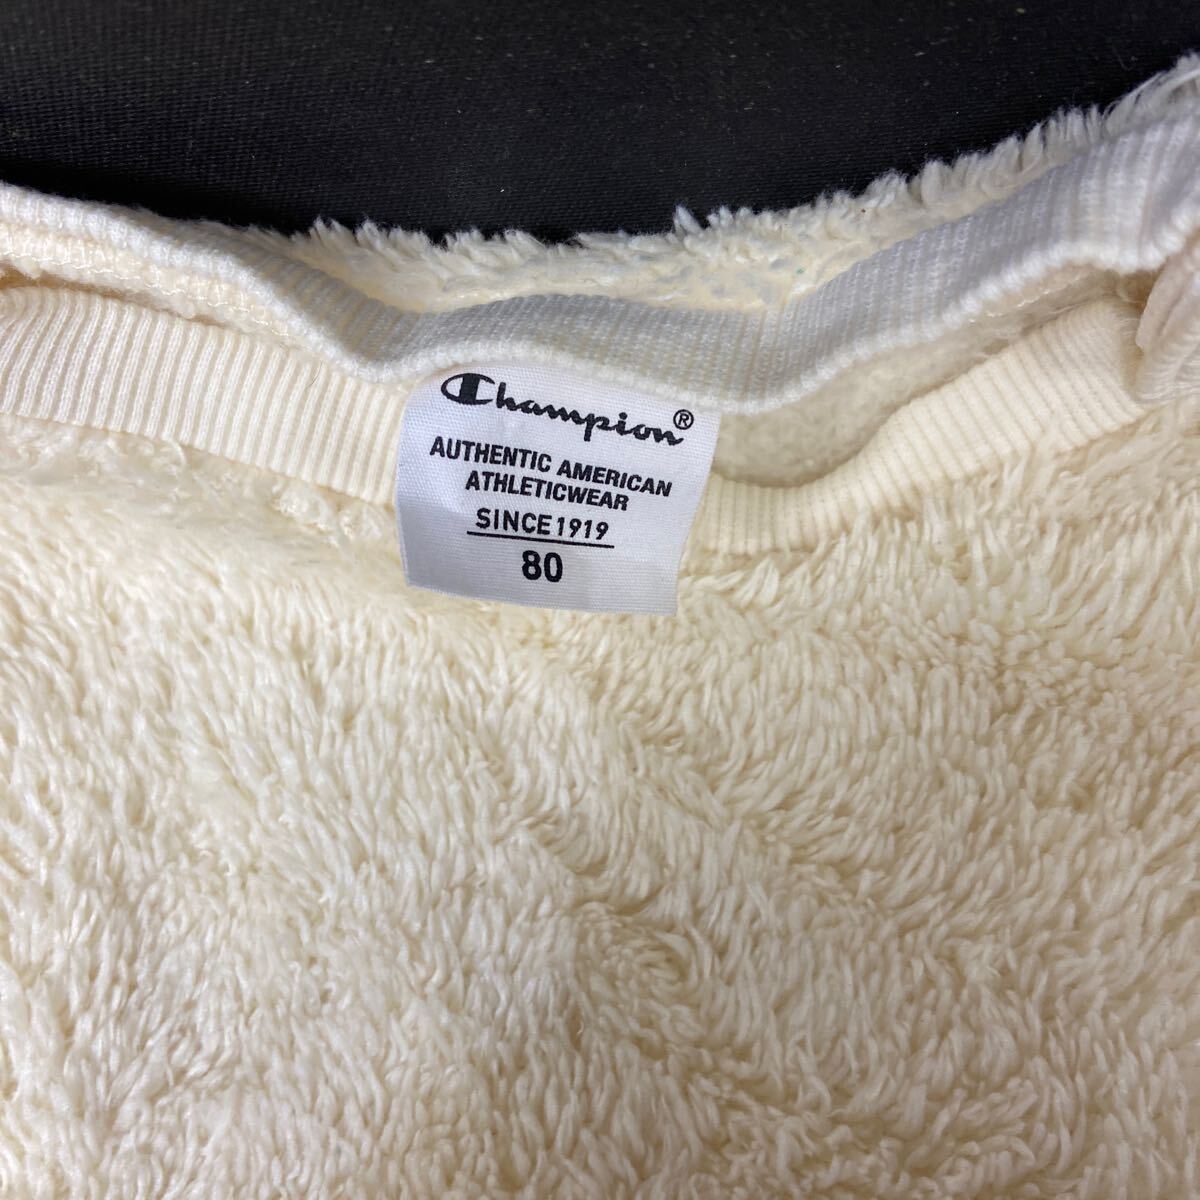 Champion®
AUTHENTIC AMERICAN
ATHLETICWEAR
SINCE 1919
80